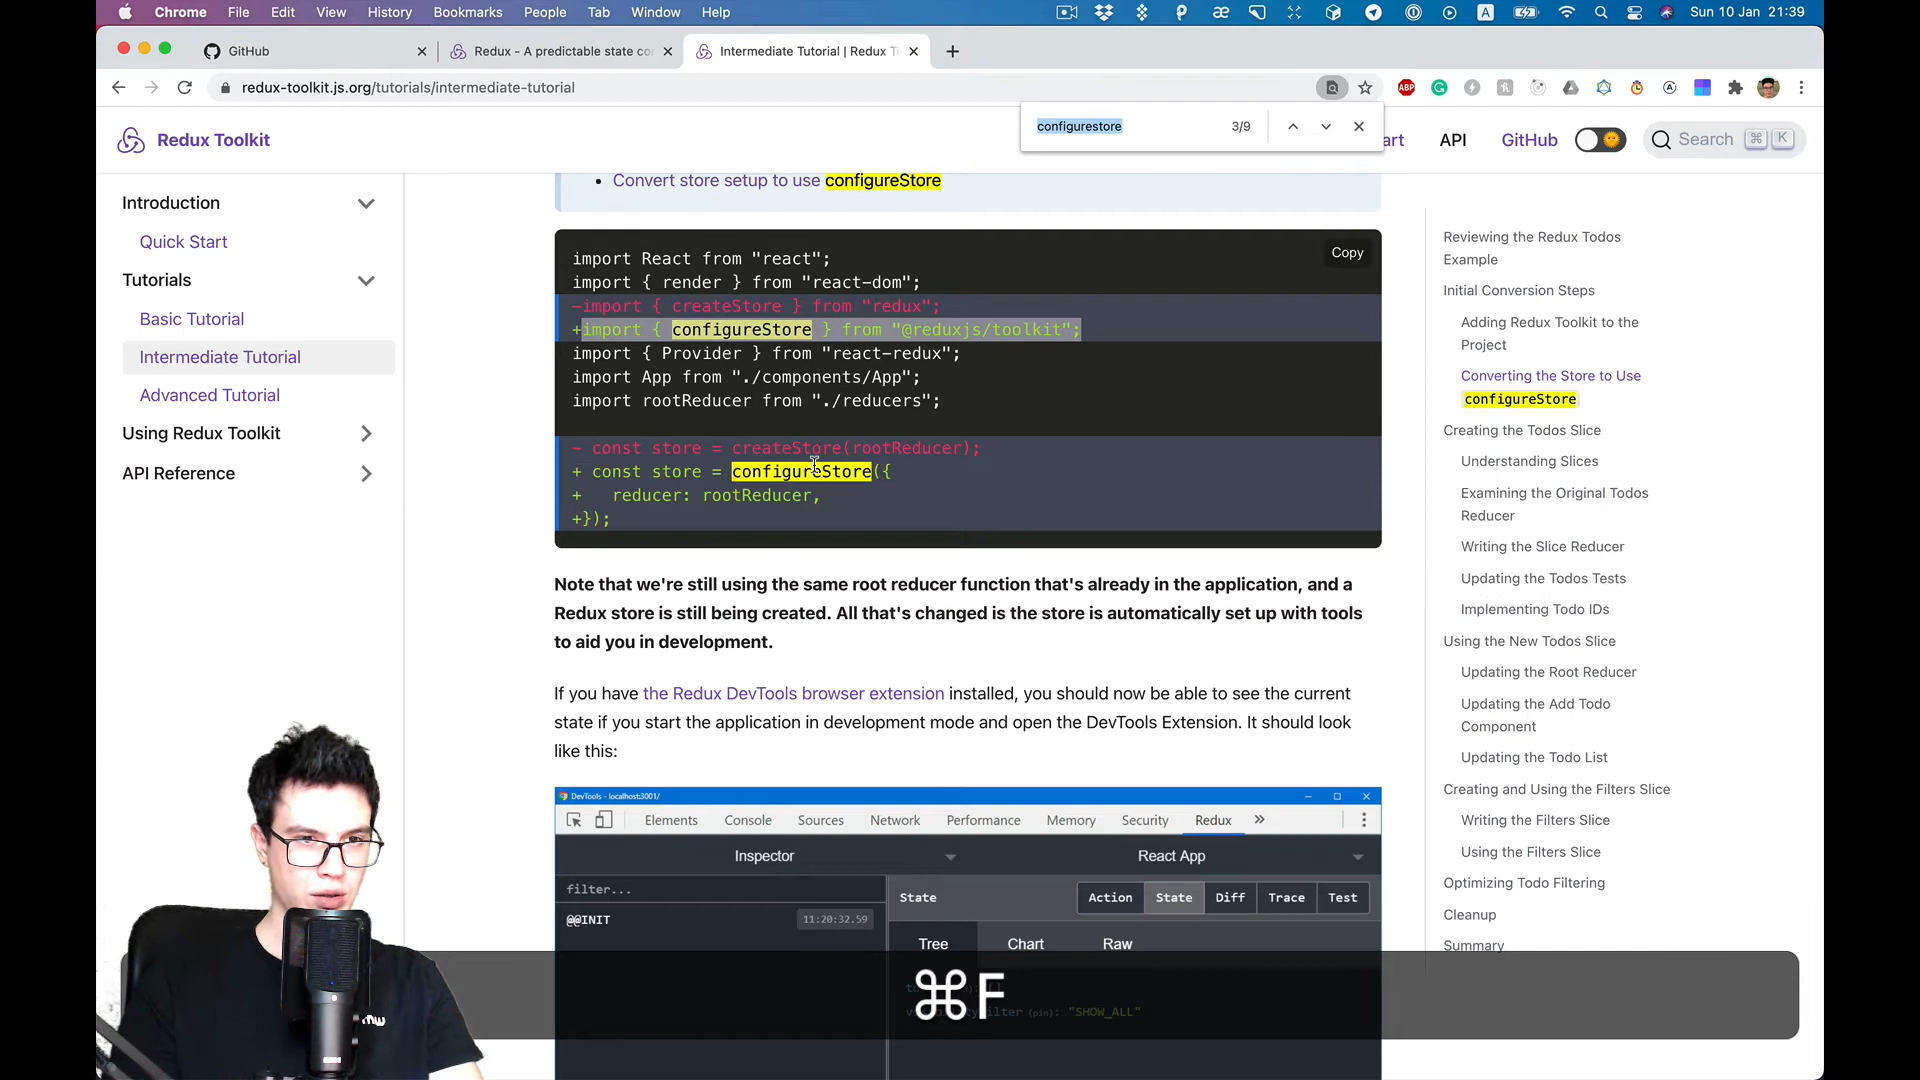 Chrome File Edit View History Bookmarks People Tab Window Help
Sun 10 Jan 21:39
GitHub
Redux - A predictable state co
Intermediate Tutorial | Redux T
redux-toolkit.js.org/tutorials/intermediate-tutorial
ABP
configurestore 3/9
Redux Toolkit
art API GitHub Search ⌘ K
Introduction
Quick Start
Tutorials
Basic Tutorial
Intermediate Tutorial
Advanced Tutorial
Using Redux Toolkit
API Reference
• Convert store setup to use configureStore
Copy
import React from "react";
import { render } from "react-dom";
-import { createStore } from "redux";
+import { configureStore } from "@reduxjs/toolkit";
import { Provider } from "react-redux";
import App from "./components/App";
import rootReducer from "./reducers";
- const store = createStore(rootReducer);
+ const store = configureStore({
+   reducer: rootReducer,
+});
Note that we're still using the same root reducer function that's already in the application, and a
Redux store is still being created. All that's changed is the store is automatically set up with tools
to aid you in development.
If you have the Redux DevTools browser extension installed, you should now be able to see the current
state if you start the application in development mode and open the DevTools Extension. It should look
like this:
DevTools - localhost:3001/
Elements Console Sources Network Performance Memory Security Redux »
Inspector React App
filter...
State Action State Diff Trace Test
@@INIT 11:20:32.59
Tree Chart Raw
(pin): "SHOW_ALL"
⌘F
Reviewing the Redux Todos
Example
Initial Conversion Steps
Adding Redux Toolkit to the
Project
Converting the Store to Use
configureStore
Creating the Todos Slice
Understanding Slices
Examining the Original Todos
Reducer
Writing the Slice Reducer
Updating the Todos Tests
Implementing Todo IDs
Using the New Todos Slice
Updating the Root Reducer
Updating the Add Todo
Component
Updating the Todo List
Creating and Using the Filters Slice
Writing the Filters Slice
Using the Filters Slice
Optimizing Todo Filtering
Cleanup
Summary